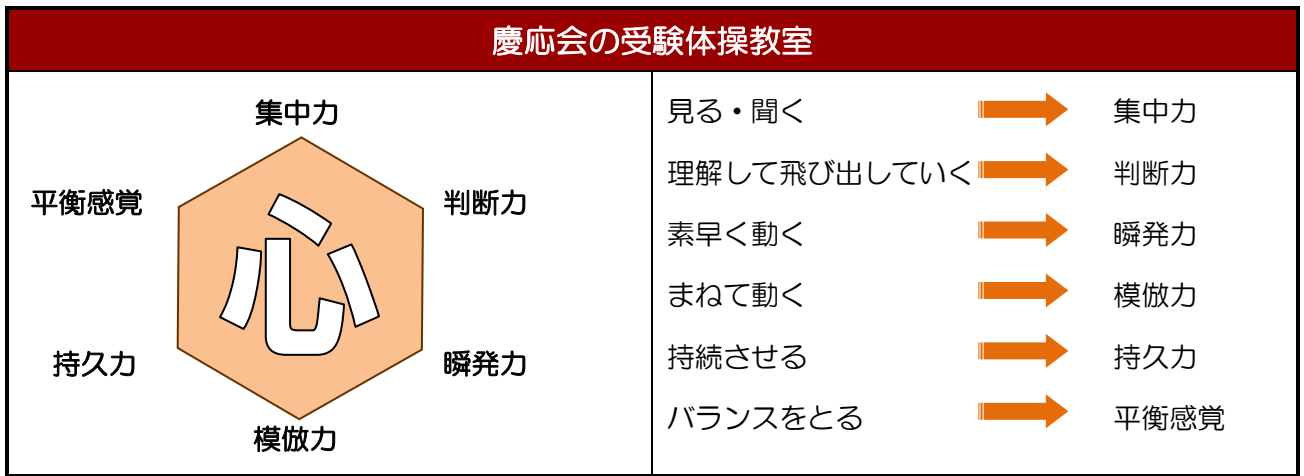 慶応会の受験体操教室
集中力
平衡感覚
判断力
心
持久力
瞬発力
模倣力
見る・聞く 集中力
理解して飛び出していく 判断力
素早く動く 瞬発力
まねて動く 模倣力
持続させる 持久力
バランスをとる 平衡感覚